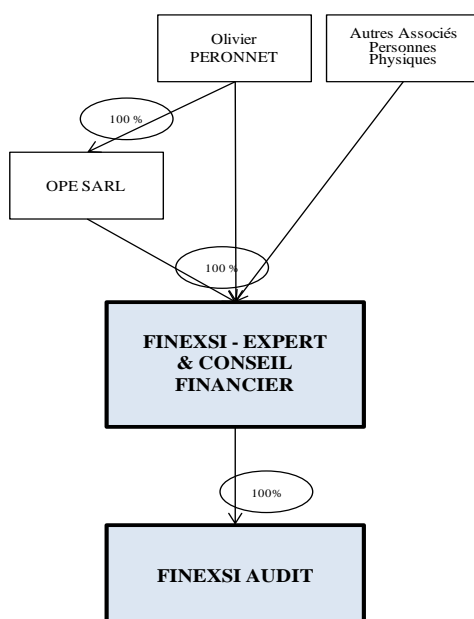 Olivier
PERONNET
Autres Associés
Personnes
Physiques
100 %
OPE SARL
100 %
FINEXSI - EXPERT
& CONSEIL
FINANCIER
100%
FINEXSI AUDIT